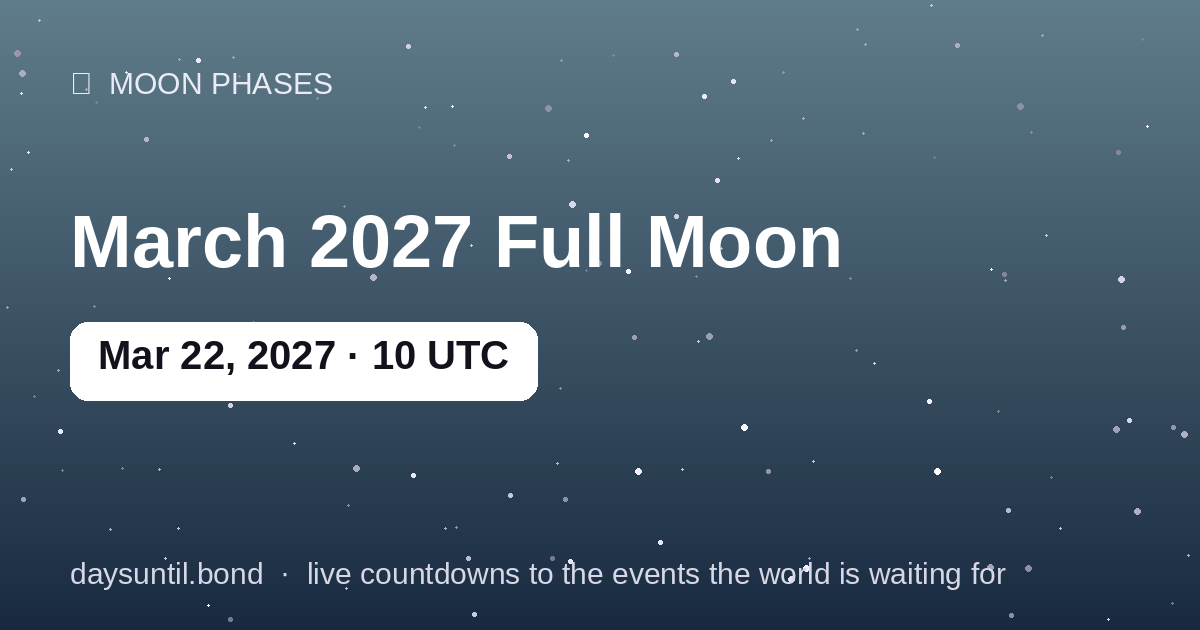 MOON PHASES
March 2027 Full Moon
Mar 22, 2027 · 10 UTC
daysuntil.bond · live countdowns to the events the world is waiting for